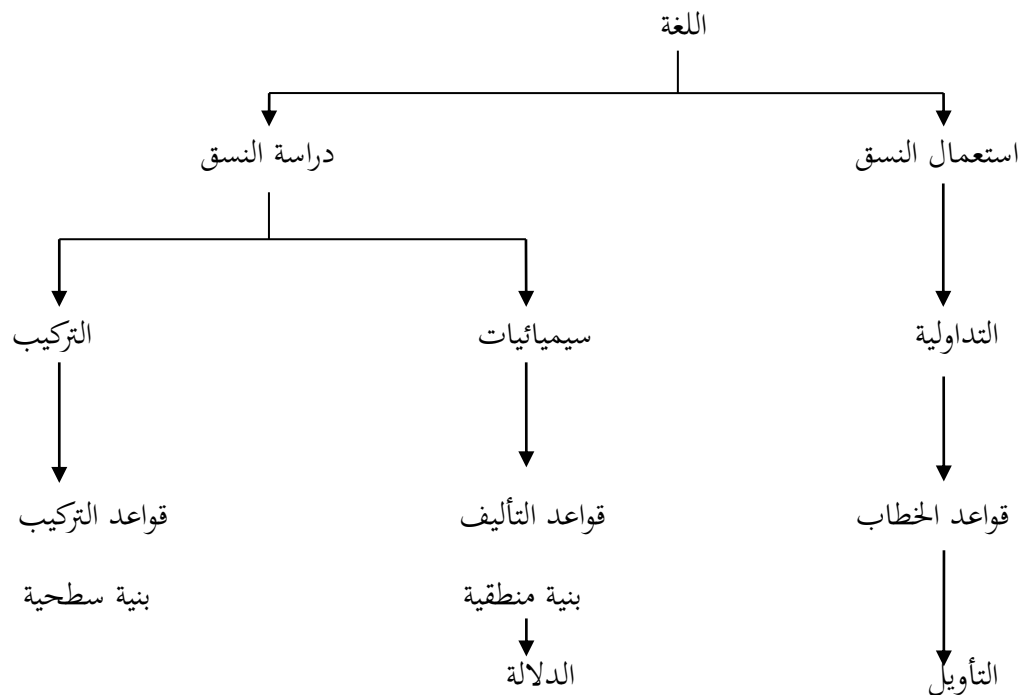 اللغة
استعمال النسق
دراسة النسق
التداولية
سيميائيات
التركيب
قواعد الخطاب
قواعد التأليف
قواعد التركيب
بنية منطقية
بنية سطحية
التأويل
الدلالة